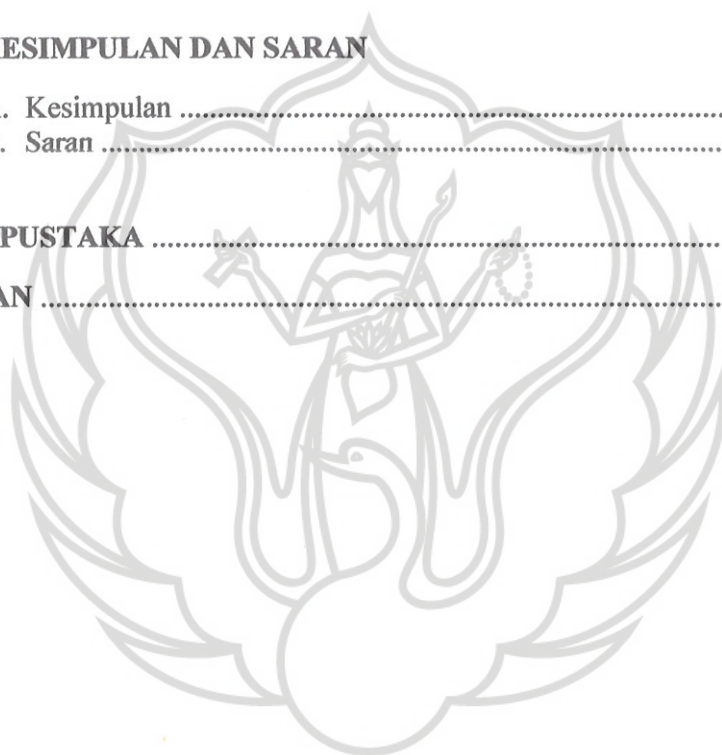 ESIMPULAN DAN SARAN
. Kesimpulan ................................................................
. Saran ................................................................
PUSTAKA ................................................................
AN ................................................................